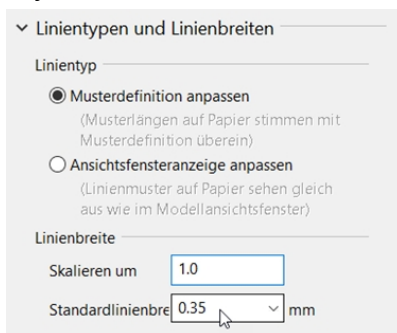 Linientypen und Linienbreiten
Linientyp
Musterdefinition anpassen
(Musterlängen auf Papier stimmen mit
Musterdefinition überein)
Ansichtsfensteranzeige anpassen
(Linienmuster auf Papier sehen gleich
aus wie im Modellansichtsfenster)
Linienbreite
Skalieren um 1.0
Standardlinienbre 0.35 mm